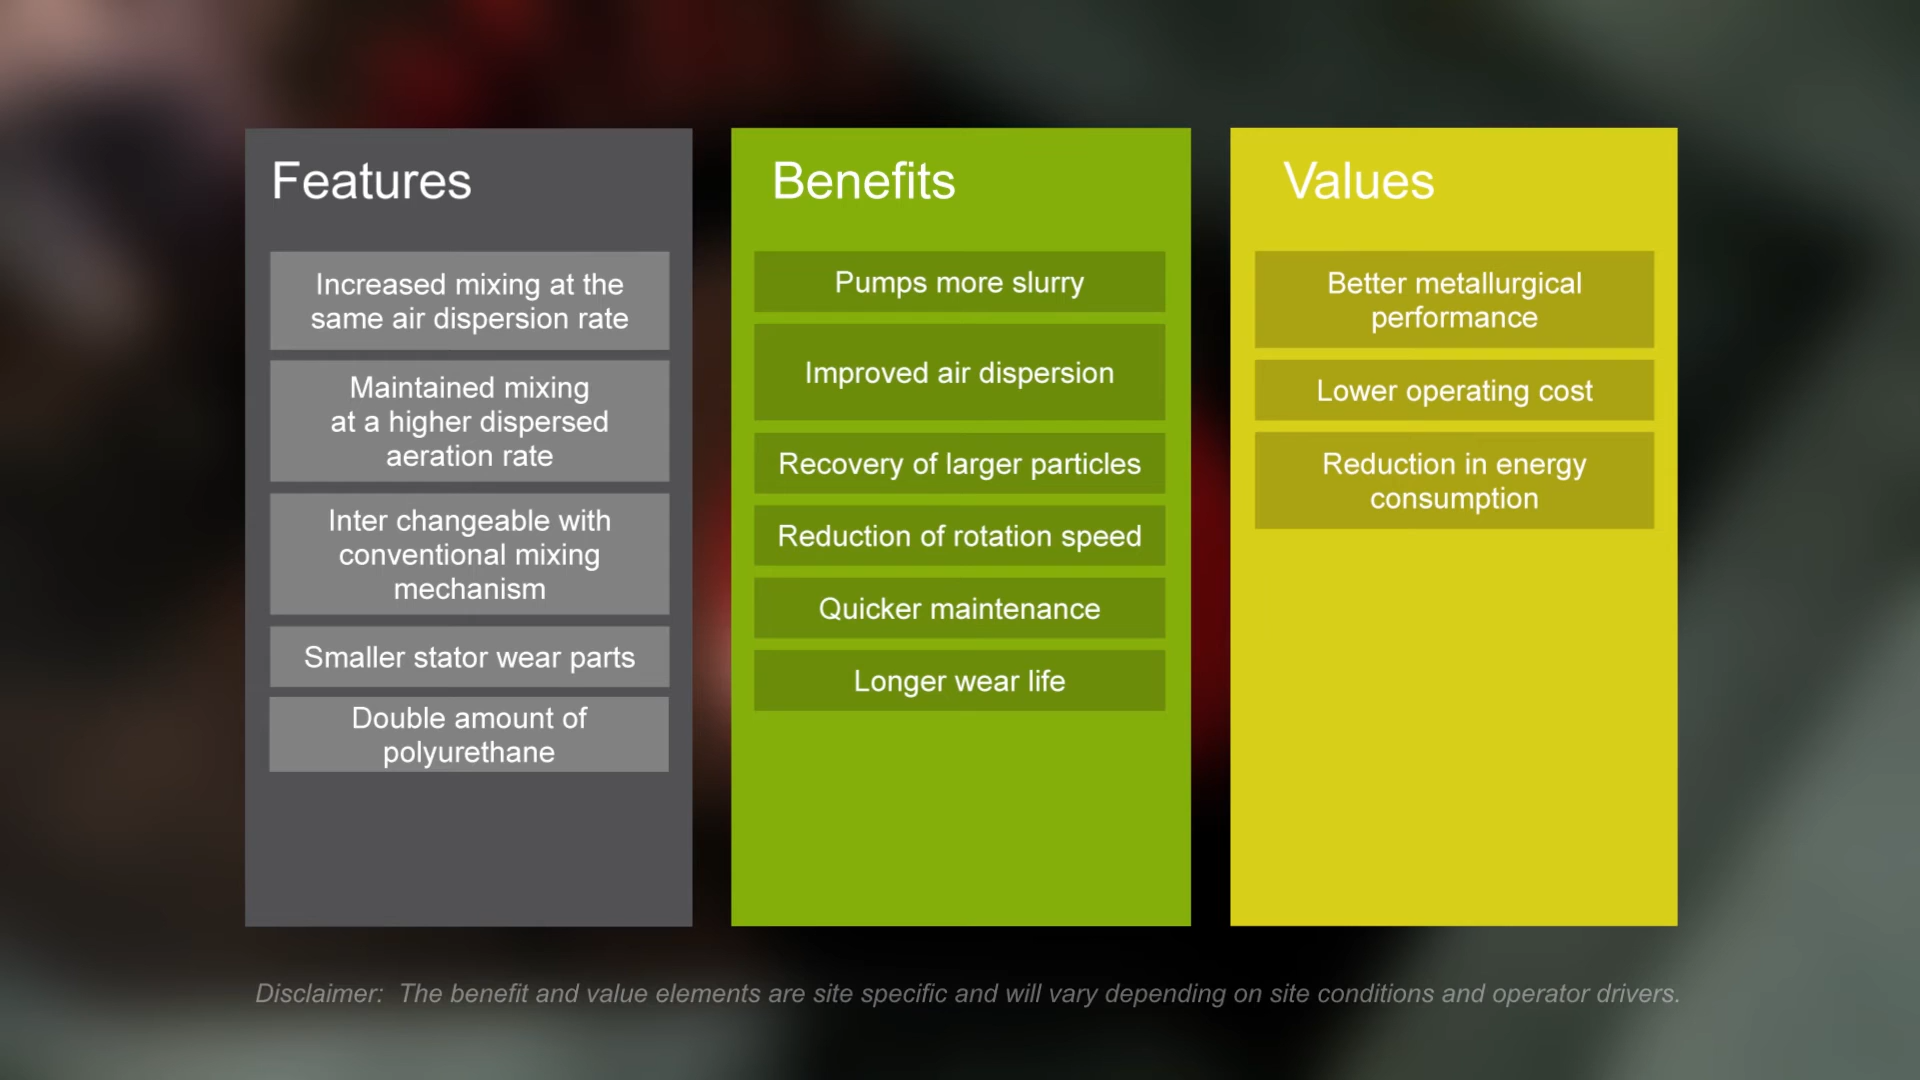 Features
Increased mixing at the
same air dispersion rate
Maintained mixing
at a higher dispersed
aeration rate
Inter changeable with
conventional mixing
mechanism
Smaller stator wear parts
Double amount of
polyurethane
Benefits
Pumps more slurry
Improved air dispersion
Recovery of larger particles
Reduction of rotation speed
Quicker maintenance
Longer wear life
Values
Better metallurgical
performance
Lower operating cost
Reduction in energy
consumption
Disclaimer: The benefit and value elements are site specific and will vary depending on site conditions and operator drivers.